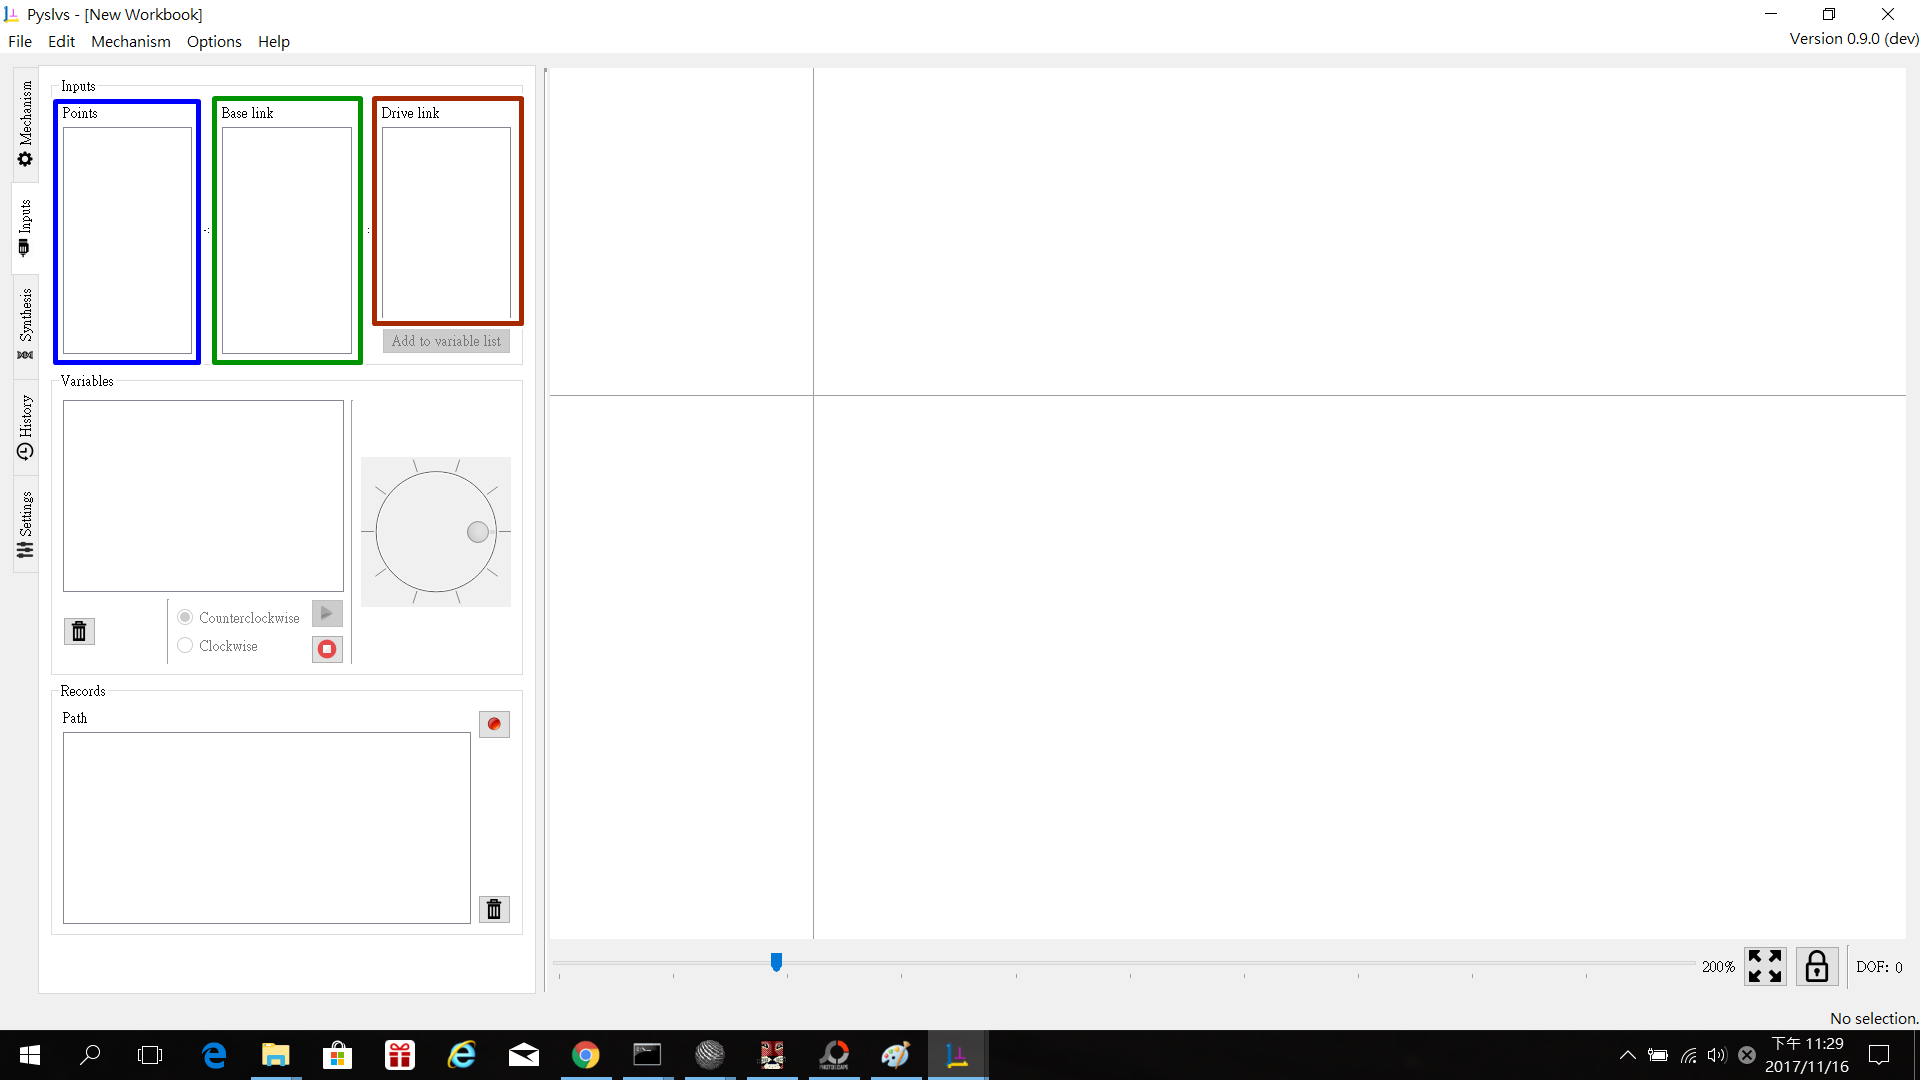 Pyslvs - [New Workbook]
File Edit Mechanism Options Help
Version 0.9.0 (dev)
Mechanism
Inputs
Synthesis
History
Settings
Inputs
Points
Base link
Drive link
-:
:
Add to variable list
Variables
Counterclockwise
Clockwise
Records
Path
200%
DOF: 0
No selection.
PHOTOSCAPE
下午 11:29
2017/11/16